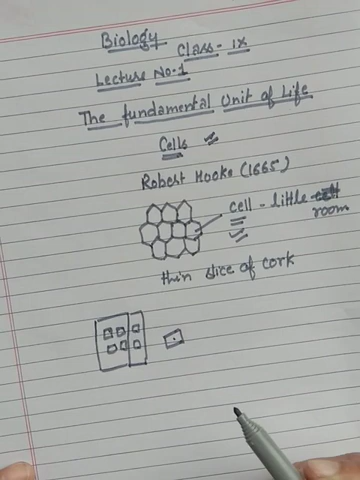 Biology Class - IX
Lecture No.1
The fundamental Unit of Life
Cells
Robert Hooke (1665)
cell - little
room
thin slice of cork